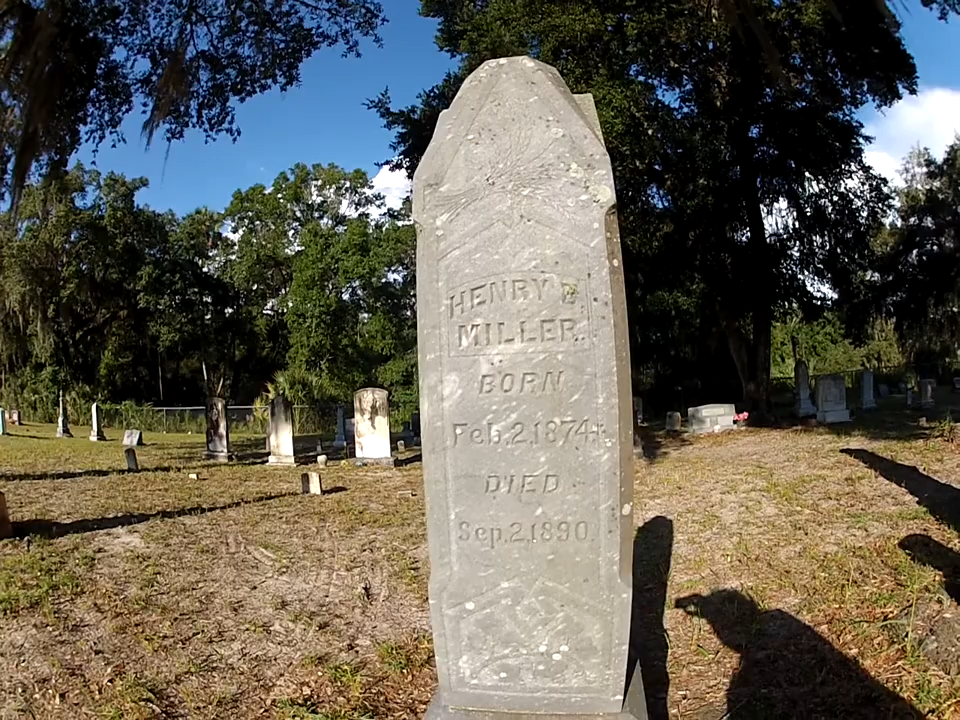 HENRY
MILLER.
BORN
Feb. 2. 1874.
DIED
Sep. 2. 1890.